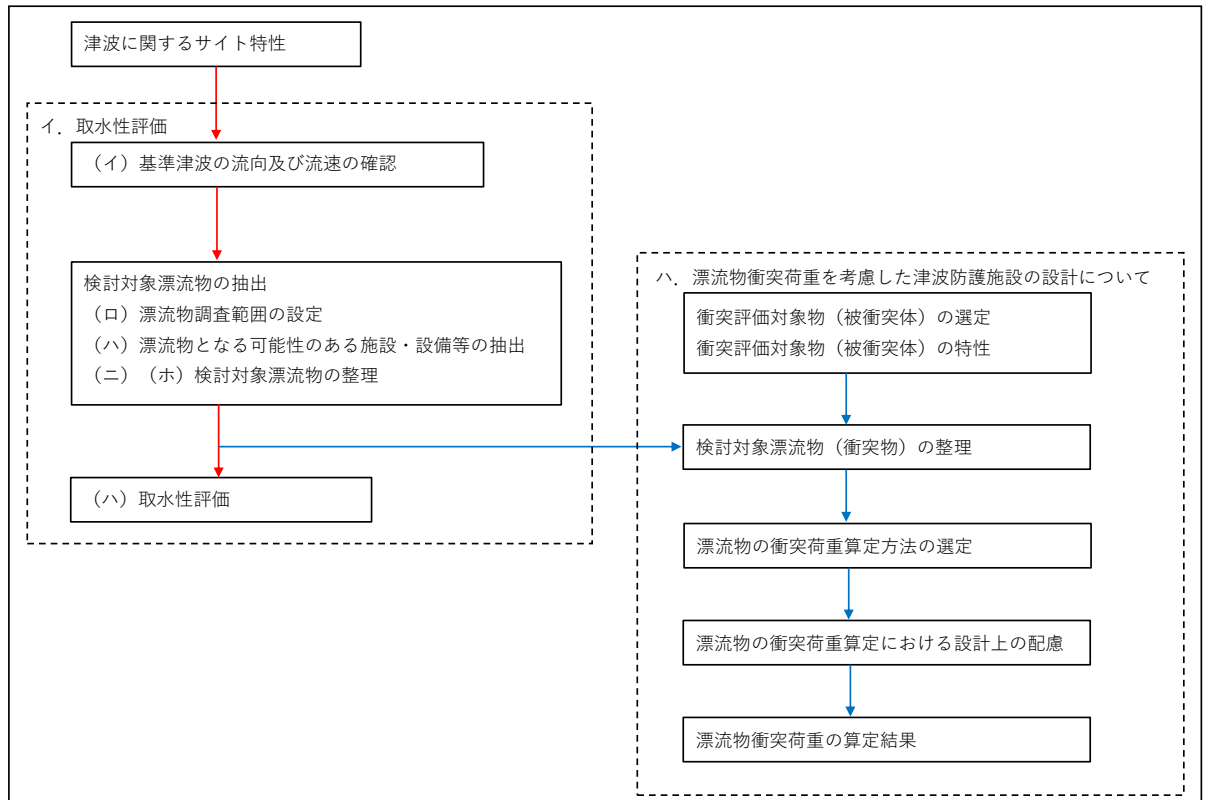 津波に関するサイト特性
イ．取水性評価
（イ）基準津波の流向及び流速の確認
検討対象漂流物の抽出
（ロ）漂流物調査範囲の設定
（ハ）漂流物となる可能性のある施設・設備等の抽出
（ニ）（ホ）検討対象漂流物の整理
（ハ）取水性評価
ハ．漂流物衝突荷重を考慮した津波防護施設の設計について
衝突評価対象物（被衝突体）の選定
衝突評価対象物（被衝突体）の特性
検討対象漂流物（衝突物）の整理
漂流物の衝突荷重算定方法の選定
漂流物の衝突荷重算定における設計上の配慮
漂流物衝突荷重の算定結果